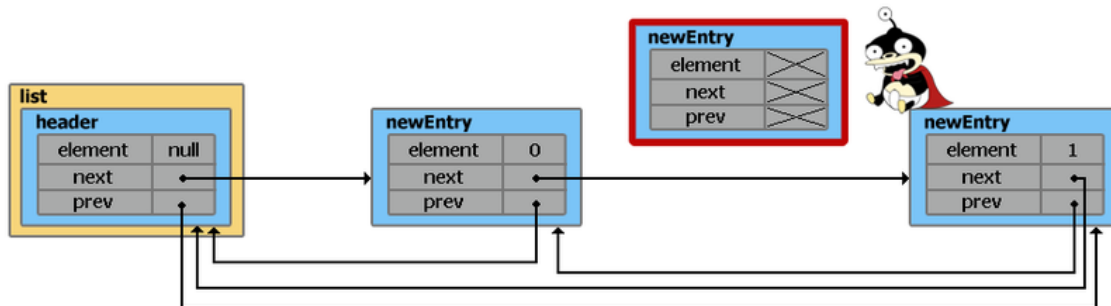 newEntry
element
next
prev
list
header
element null
next
prev
newEntry
element 0
next
prev
newEntry
element 1
next
prev